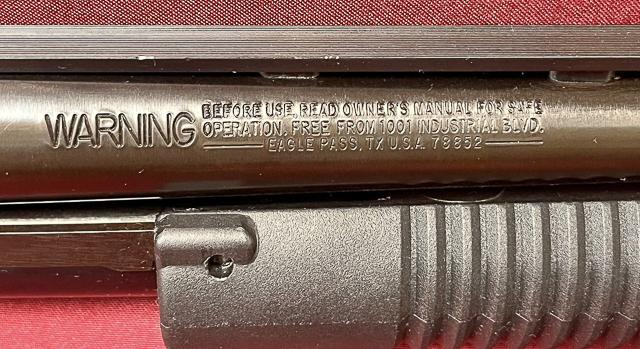 WARNING
BEFORE USE, READ OWNER'S MANUAL FOR SAFE
OPERATION. FREE FROM 1001 INDUSTRIAL BLVD.
EAGLE PASS, TX U.S.A. 78852